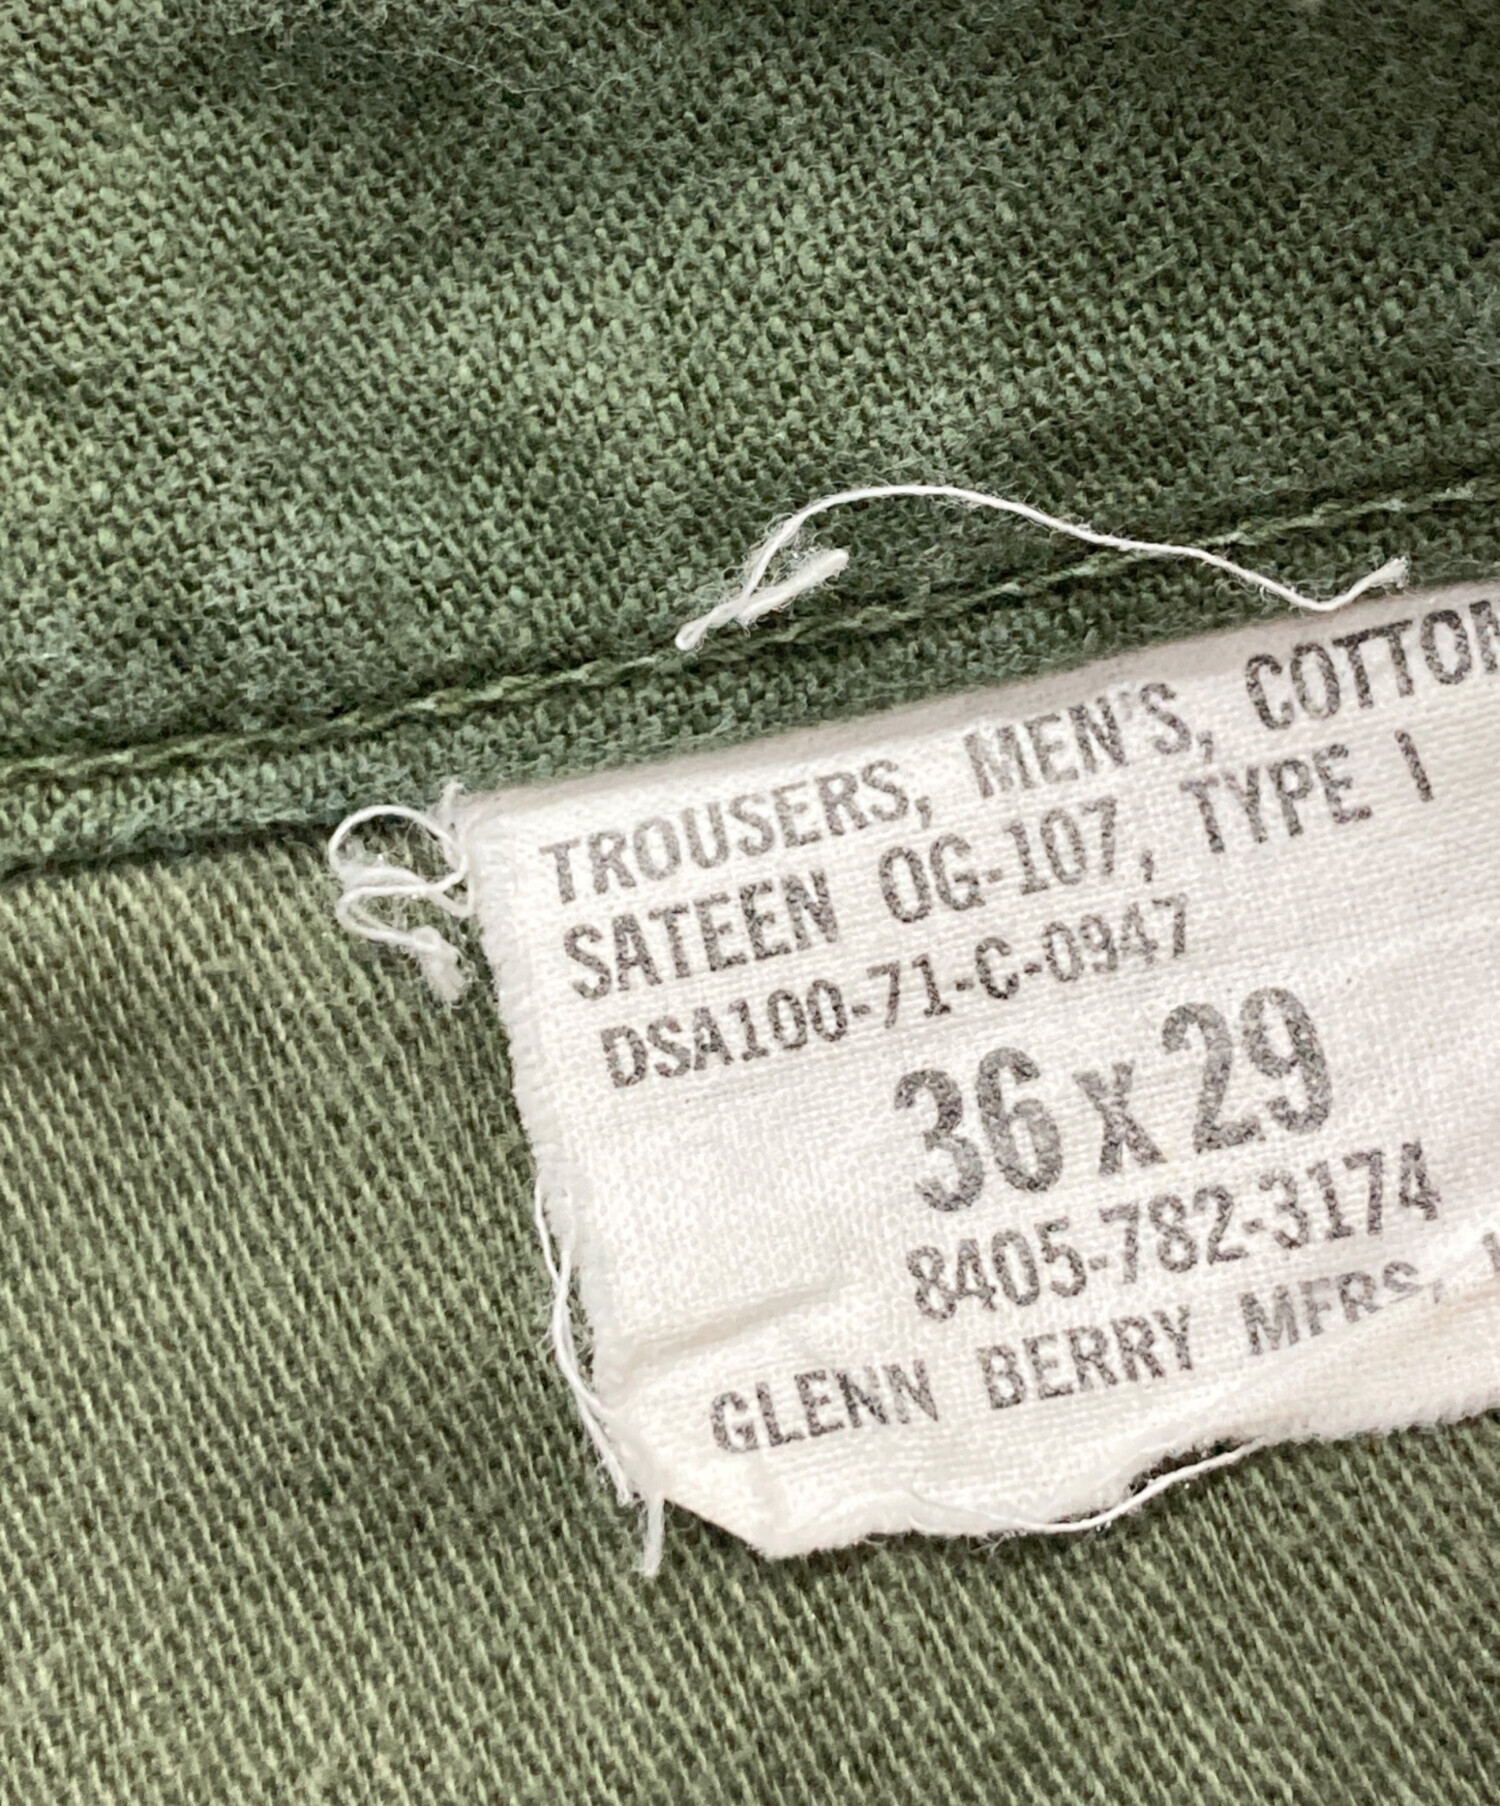 TROUSERS, MEN'S, COTTON
SATEEN OG-107, TYPE I
DSA100-71-C-0947
36 x 29
8405-782-3174
GLENN BERRY MFRS.